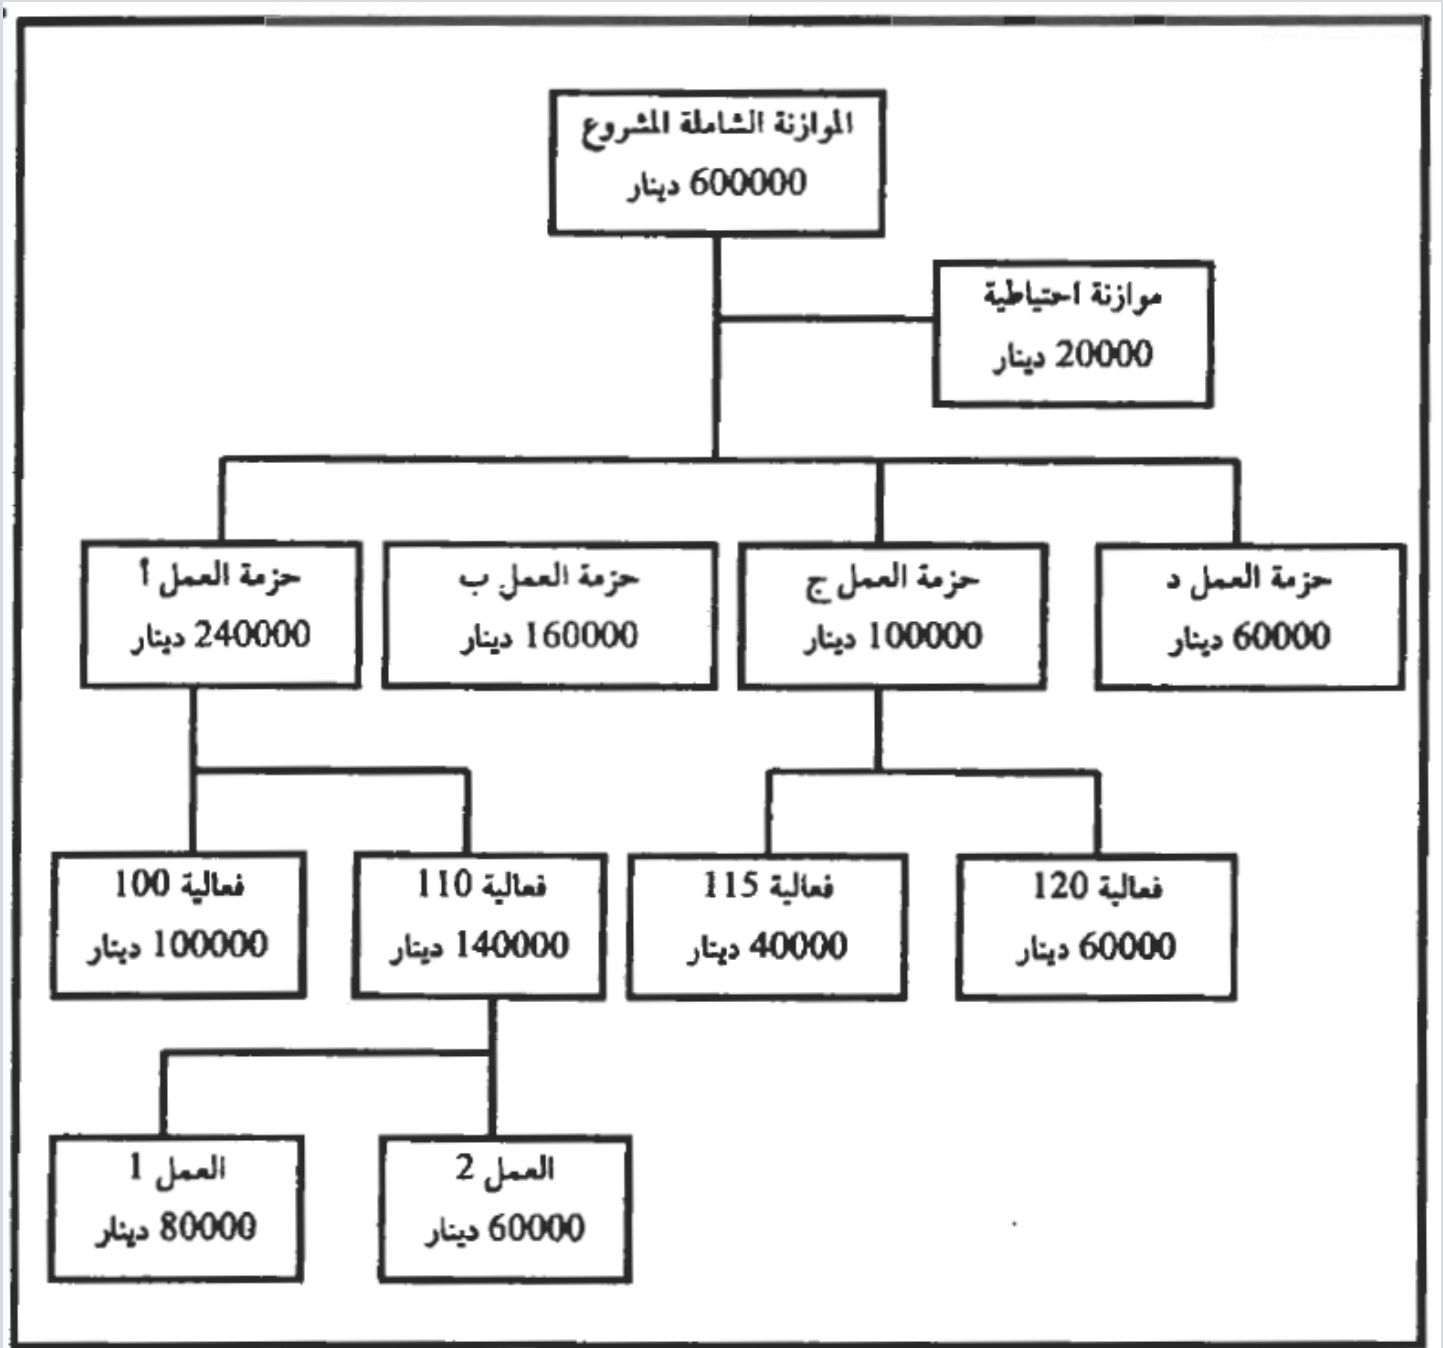 الموازنة الشاملة المشروع
600000 دينار
موازنة احتياطية
20000 دينار
حزمة العمل أ
240000 دينار
حزمة العمل ب
160000 دينار
حزمة العمل ج
100000 دينار
حزمة العمل د
60000 دينار
فعالية 100
100000 دينار
فعالية 110
140000 دينار
فعالية 115
40000 دينار
فعالية 120
60000 دينار
العمل 1
80000 دينار
العمل 2
60000 دينار